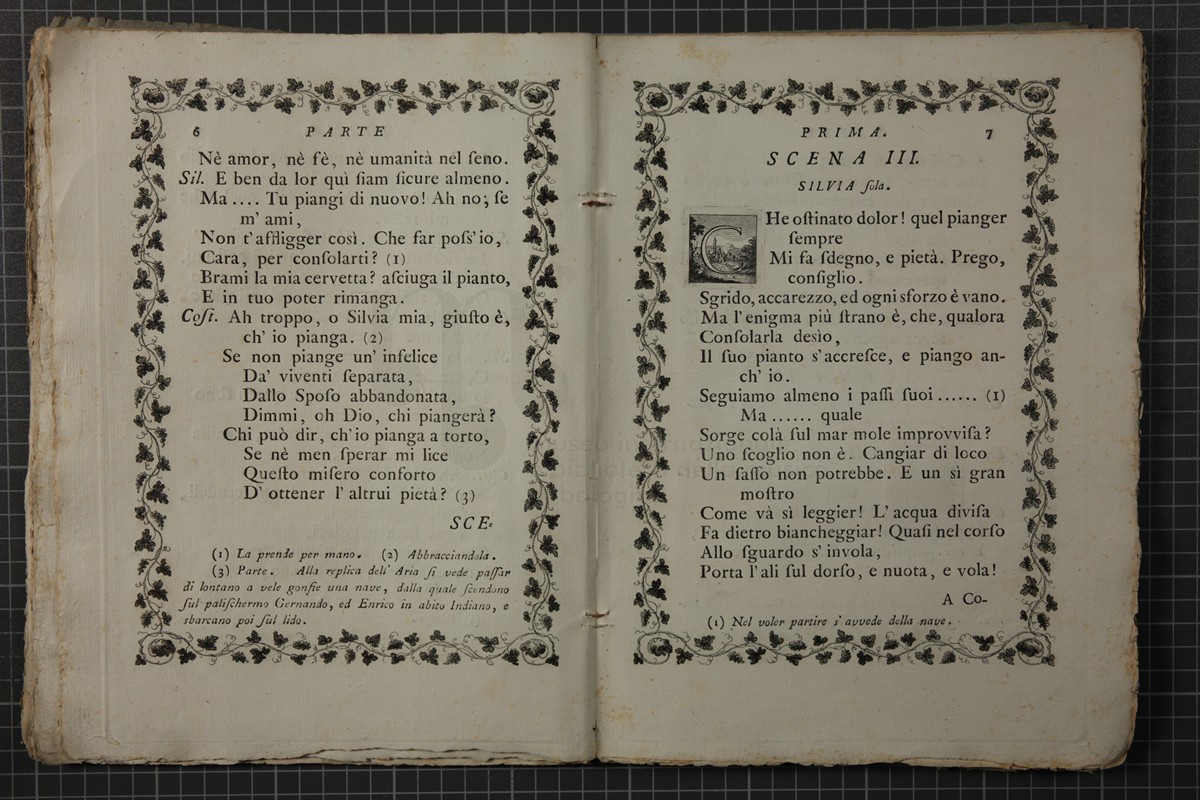 6 PARTE
Nè amor, nè fè, nè umanità nel ſeno.
Sil. E ben da lor quì ſiam ſicure almeno.
Ma .... Tu piangi di nuovo! Ah no; ſe
m' ami,
Non t'affligger così. Che far poſs'io,
Cara, per conſolarti? (1)
Brami la mia cervetta? aſciuga il pianto,
E in tuo poter rimanga.
Coſt. Ah troppo, o Silvia mia, giuſto è,
ch' io pianga. (2)
Se non piange un' infelice
Da' viventi ſeparata,
Dallo Spoſo abbandonata,
Dimmi, oh Dio, chi piangerà?
Chi può dir, ch'io pianga a torto,
Se nè men ſperar mi lice
Queſto miſero conforto
D' ottener l' altrui pietà? (3)
SCE-
(1) La prende per mano. (2) Abbracciandola.
(3) Parte. Alla replica dell' Aria ſi vede paſſar
di lontano a vele gonfie una nave, dalla quale ſcendono
ſul paliſchermo Gernando, ed Enrico in abito Indiano, e
sbarcano poi ſul lido.
PRIMA. 7
SCENA III.
SILVIA ſola.
CHe oſtinato dolor! quel pianger
ſempre
Mi fa ſdegno, e pietà. Prego,
conſiglio.
Sgrido, accarezzo, ed ogni sforzo è vano.
Ma l'enigma più ſtrano è, che, qualora
Conſolarla desìo,
Il ſuo pianto s'accreſce, e piango an-
ch' io.
Seguiamo almeno i paſſi ſuoi ...... (1)
Ma ...... quale
Sorge colà ſul mar mole improvviſa?
Uno ſcoglio non è. Cangiar di loco
Un ſaſſo non potrebbe. E un sì gran
moſtro
Come và sì leggier! L'acqua diviſa
Fa dietro biancheggiar! Quaſi nel corſo
Allo ſguardo s' invola,
Porta l'ali ſul dorſo, e nuota, e vola!
A Co-
(1) Nel voler partire s' avvede della nave.